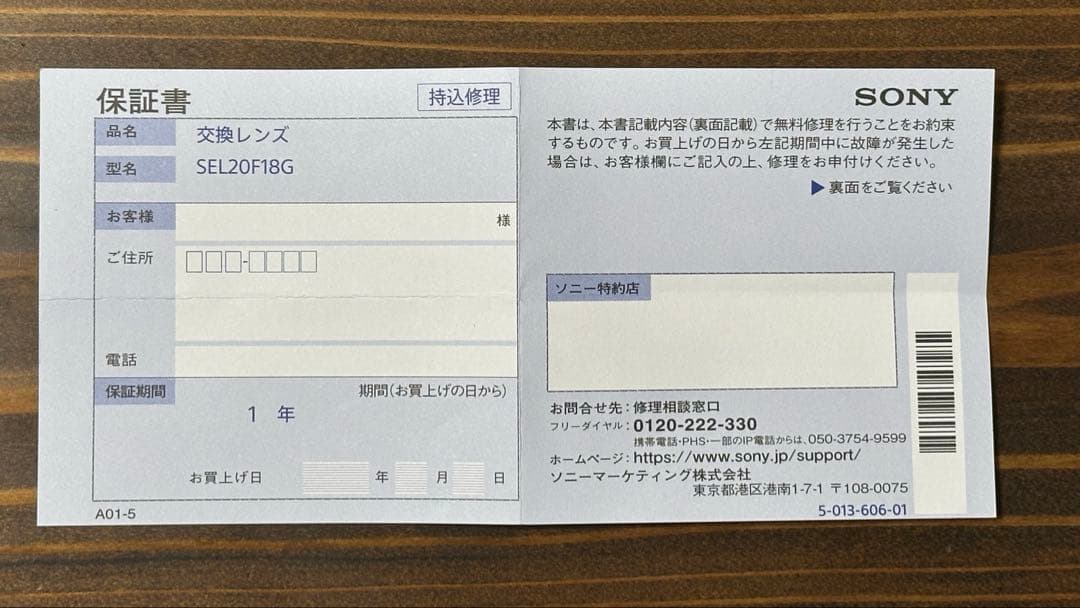 保証書
持込修理
品名 交換レンズ
型名 SEL20F18G
お客様 様
ご住所 □□□-□□□□
電話
保証期間 期間(お買上げの日から)
1 年
お買上げ日 年 月 日
A01-5
SONY
本書は、本書記載内容(裏面記載)で無料修理を行うことをお約束
するものです。お買上げの日から左記期間中に故障が発生した
場合は、お客様欄にご記入の上、修理をお申付けください。
▶裏面をご覧ください
ソニー特約店
お問合せ先:修理相談窓口
フリーダイヤル:0120-222-330
携帯電話・PHS・一部のIP電話からは、050-3754-9599
ホームページ:https://www.sony.jp/support/
ソニーマーケティング株式会社
東京都港区港南1-7-1 〒108-0075
5-013-606-01